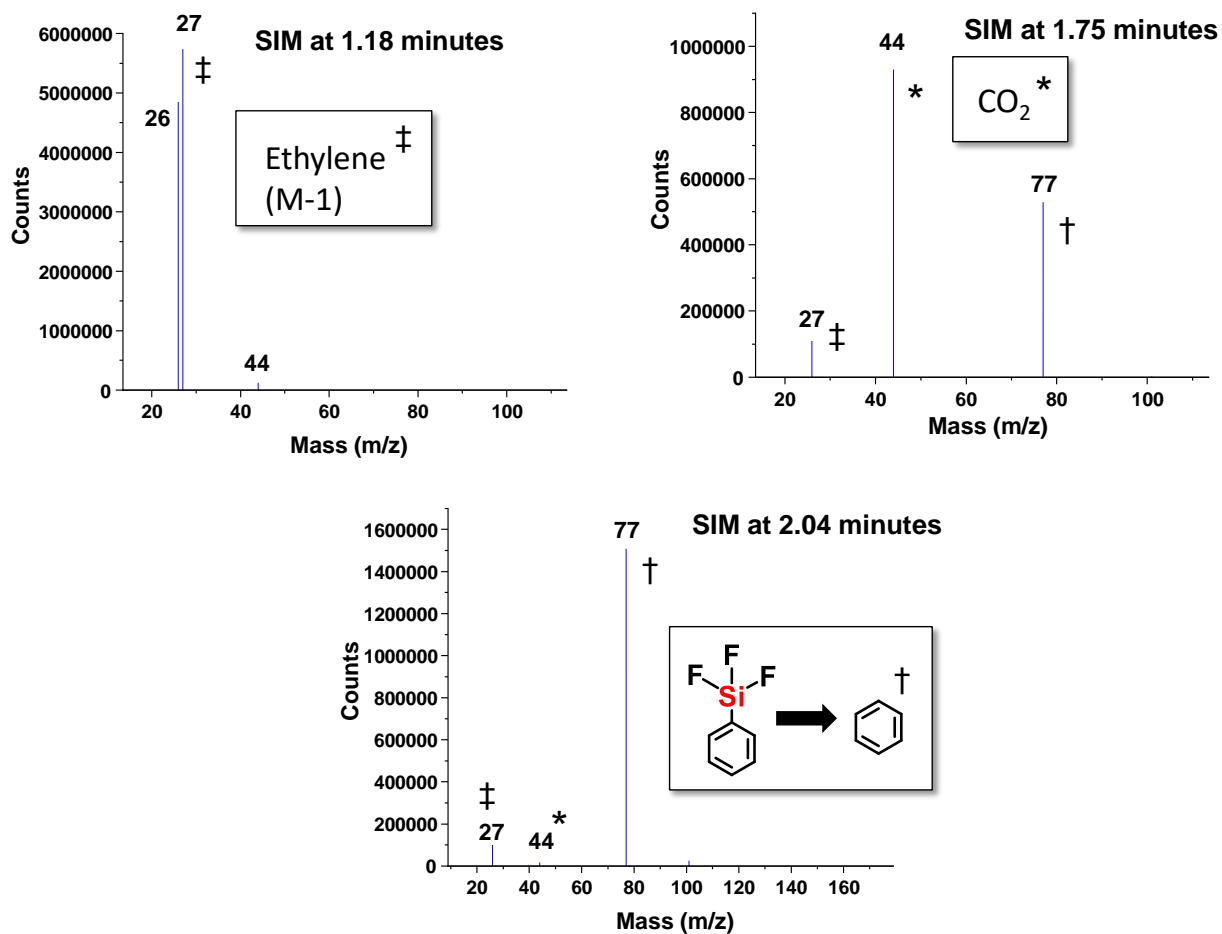 SIM at 1.18 minutes
27
‡
26
Ethylene ‡
(M-1)
44
Counts
6000000
5000000
4000000
3000000
2000000
1000000
0
20 40 60 80 100
Mass (m/z)
SIM at 1.75 minutes
44
*
CO2 *
77
†
27 ‡
Counts
1000000
800000
600000
400000
200000
0
20 40 60 80 100
Mass (m/z)
SIM at 2.04 minutes
77
†
F F F
Si
†
‡
27
44 *
Counts
1600000
1400000
1200000
1000000
800000
600000
400000
200000
0
20 40 60 80 100 120 140 160
Mass (m/z)